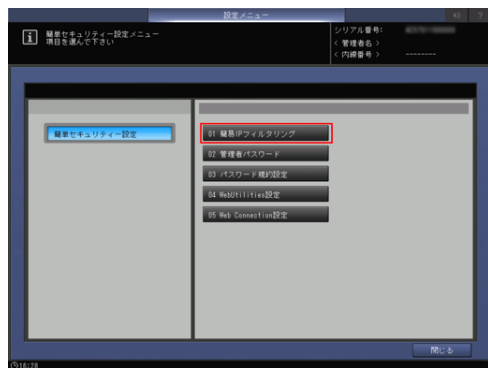 設定メニュー
?
i
簡単セキュリティー設定メニュー
項目を選んで下さい
シリアル番号:
< 管理者名 >
< 内線番号 > --------
簡単セキュリティー設定
01 簡易IPフィルタリング
02 管理者パスワード
03 パスワード規約設定
04 WebUtilities設定
05 Web Connection設定
閉じる
16:28